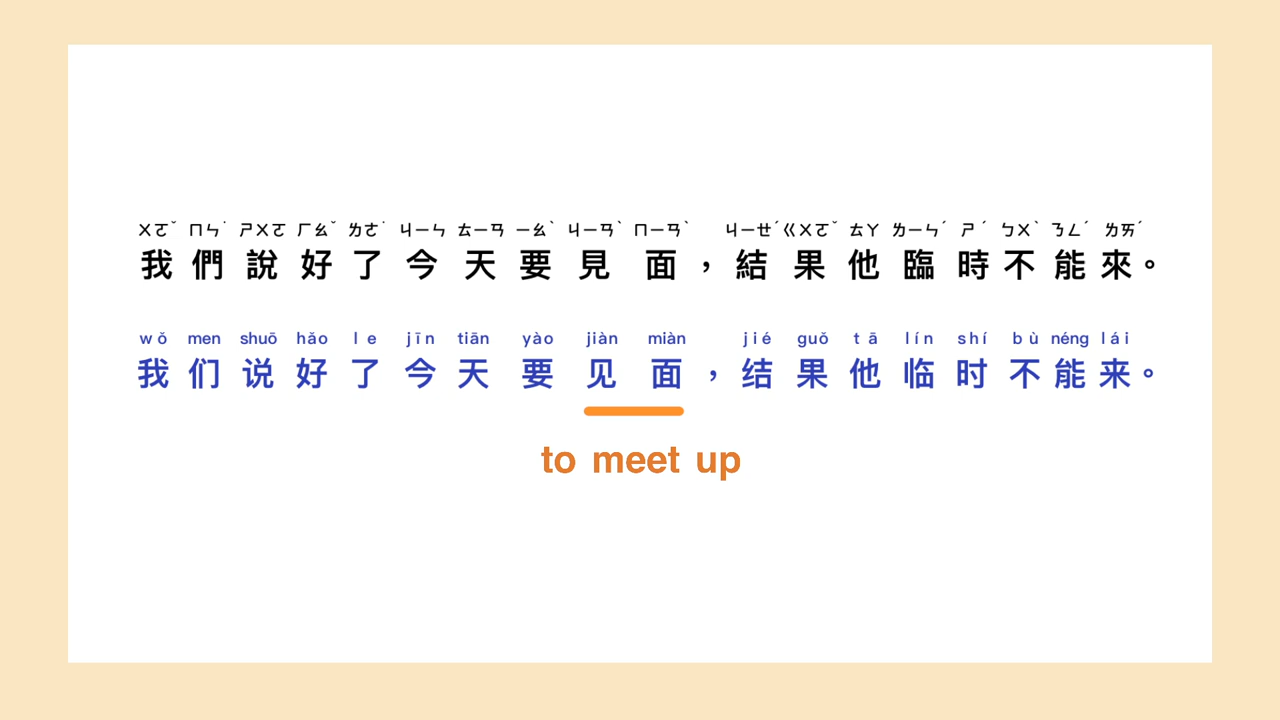 ㄨㄛˇ ㄇㄣ˙ ㄕㄨㄛ ㄏㄠˇ ㄌㄜ˙ ㄐㄧㄣ ㄊㄧㄢ ㄧㄠˋ ㄐㄧㄢˋ ㄇㄧㄢˋ ㄐㄧㄝˊ ㄍㄨㄛˇ ㄊㄚ ㄌㄧㄣˊ ㄕˊ ㄅㄨˋ ㄋㄥˊ ㄌㄞˊ
我們說好了今天要見面，結果他臨時不能來。
wǒ men shuō hǎo le jīn tiān yào jiàn miàn jié guǒ tā lín shí bù néng lái
我们说好了今天要见面，结果他临时不能来。
to meet up